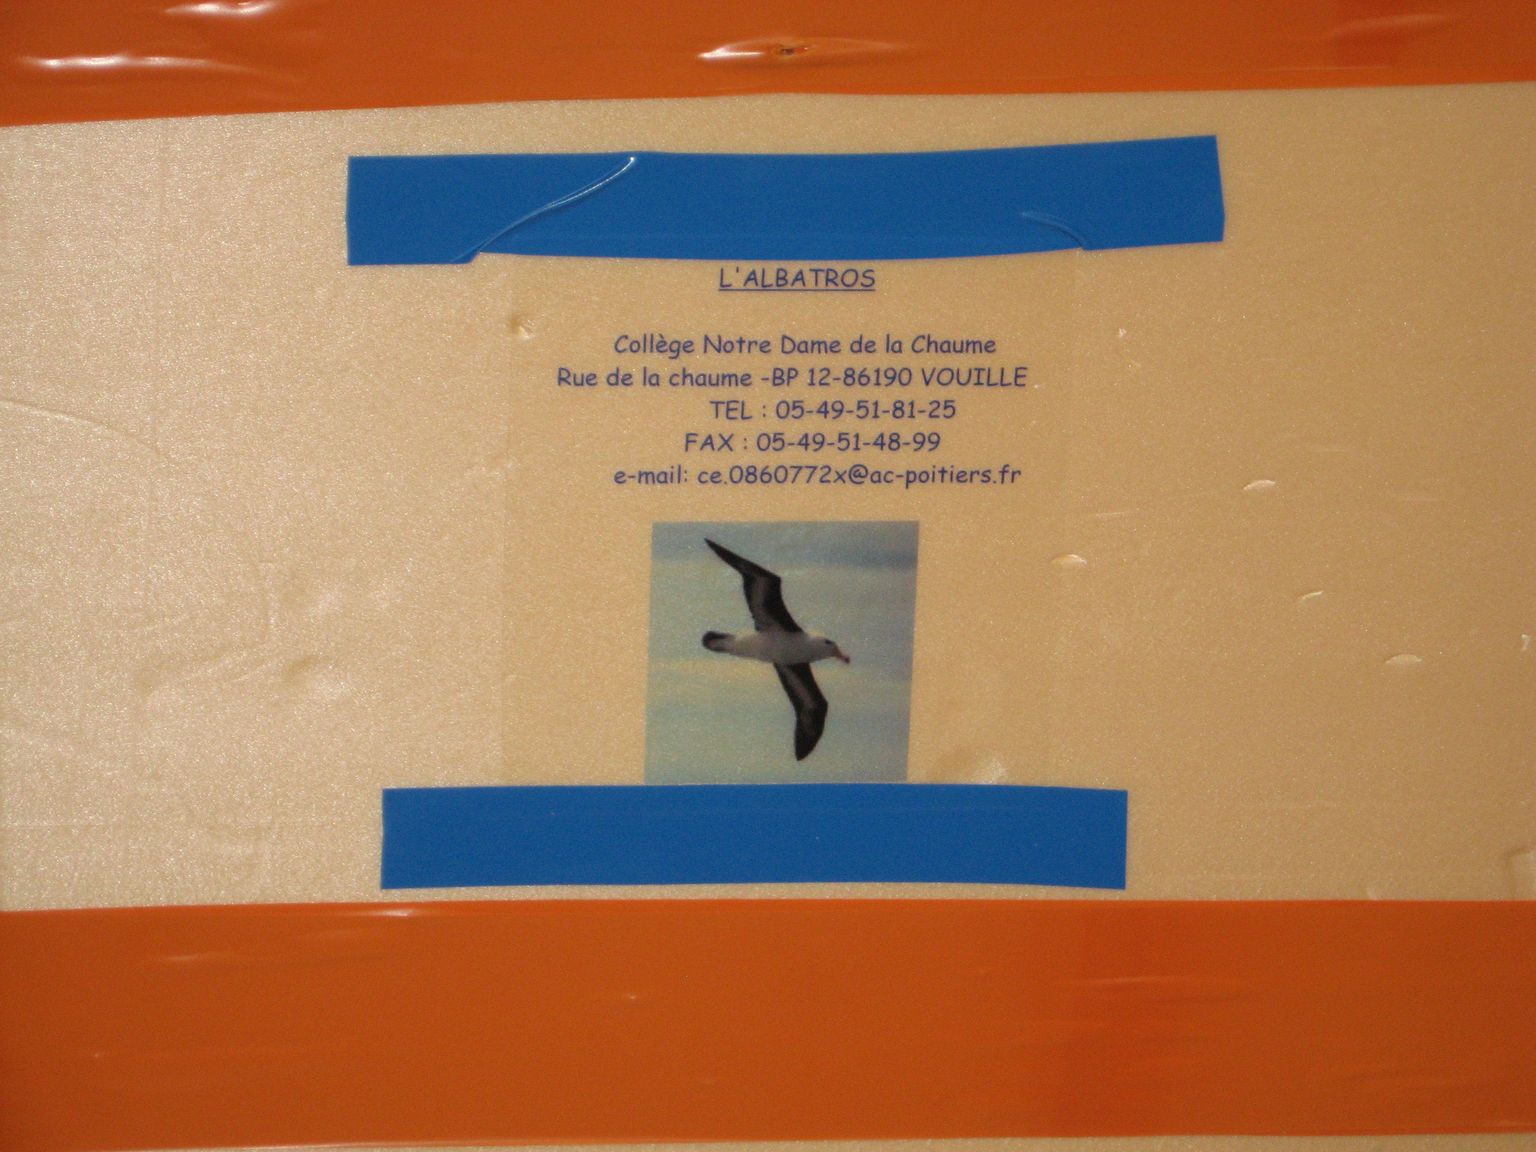 L'ALBATROS
Collège Notre Dame de la Chaume
Rue de la chaume -BP 12-86190 VOUILLE
TEL : 05-49-51-81-25
FAX : 05-49-51-48-99
e-mail: ce.0860772x@ac-poitiers.fr